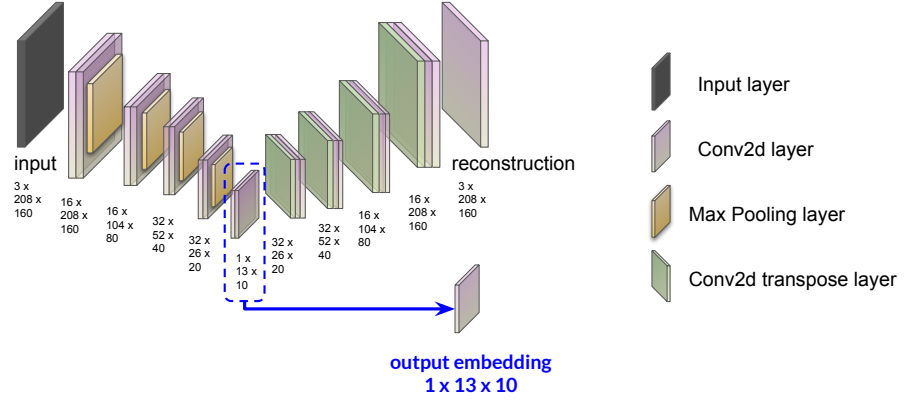 input
3 x
208 x
160
16 x
208 x
160
16 x
104 x
80
32 x
52 x
40
32 x
26 x
20
1 x
13 x
10
32 x
26 x
20
32 x
52 x
40
16 x
104 x
80
16 x
208 x
160
reconstruction
3 x
208 x
160
output embedding
1 x 13 x 10
Input layer
Conv2d layer
Max Pooling layer
Conv2d transpose layer